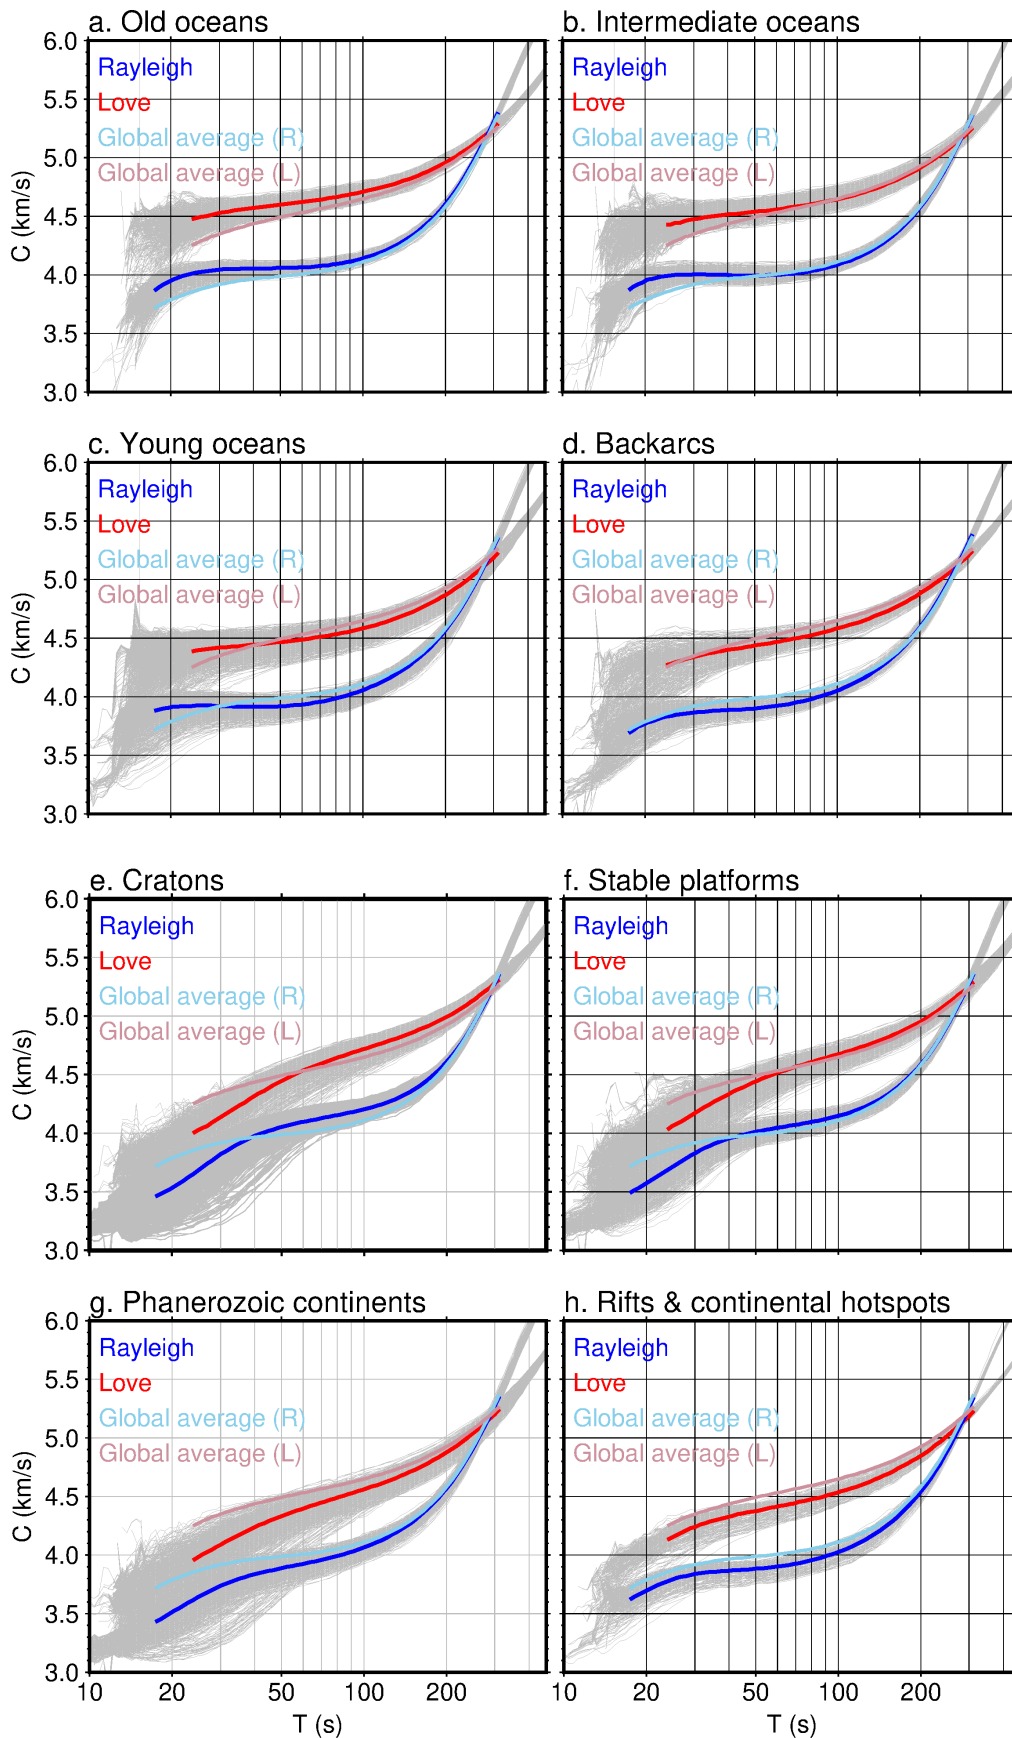 a. Old oceans
b. Intermediate oceans
6.0
5.5
5.0
4.5
4.0
3.5
3.0
C (km/s)
Rayleigh
Love
Global average (R)
Global average (L)
Rayleigh
Love
Global average (R)
Global average (L)
c. Young oceans
d. Backarcs
6.0
5.5
5.0
4.5
4.0
3.5
3.0
C (km/s)
Rayleigh
Love
Global average (R)
Global average (L)
Rayleigh
Love
Global average (R)
Global average (L)
e. Cratons
f. Stable platforms
6.0
5.5
5.0
4.5
4.0
3.5
3.0
C (km/s)
Rayleigh
Love
Global average (R)
Global average (L)
Rayleigh
Love
Global average (R)
Global average (L)
g. Phanerozoic continents
h. Rifts & continental hotspots
6.0
5.5
5.0
4.5
4.0
3.5
3.0
C (km/s)
Rayleigh
Love
Global average (R)
Global average (L)
Rayleigh
Love
Global average (R)
Global average (L)
10 20 50 100 200
10 20 50 100 200
T (s)
T (s)